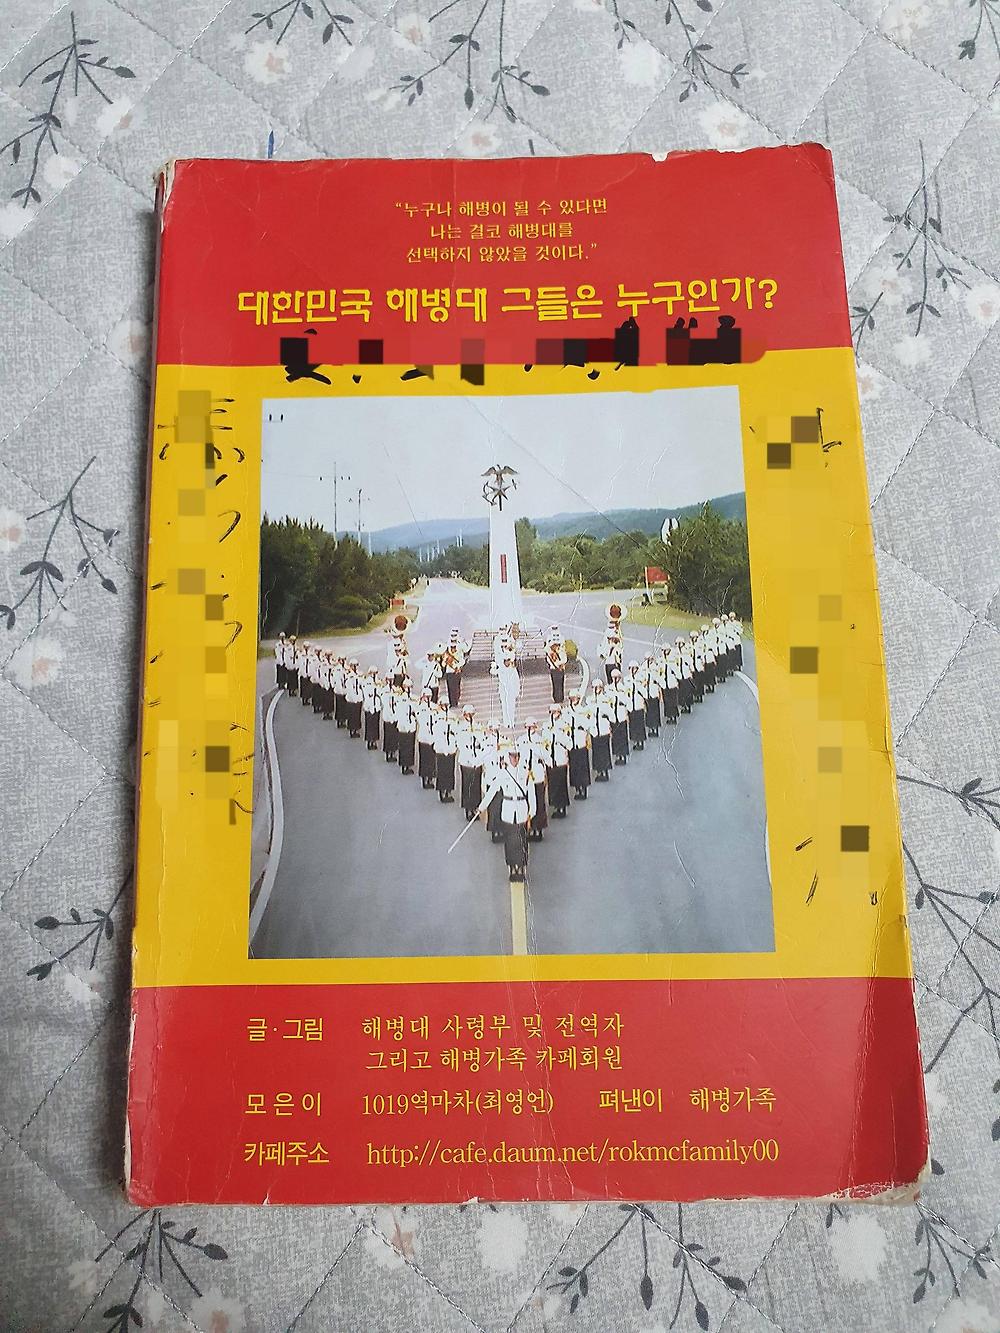 “누구나 해병이 될 수 있다면
나는 결코 해병대를
선택하지 않았을 것이다.”
대한민국 해병대 그들은 누구인가?
글·그림 해병대 사령부 및 전역자
그리고 해병가족 카페회원
모은이 1019역마차(최영언) 펴낸이 해병가족
카페주소 http://cafe.daum.net/rokmcfamily00